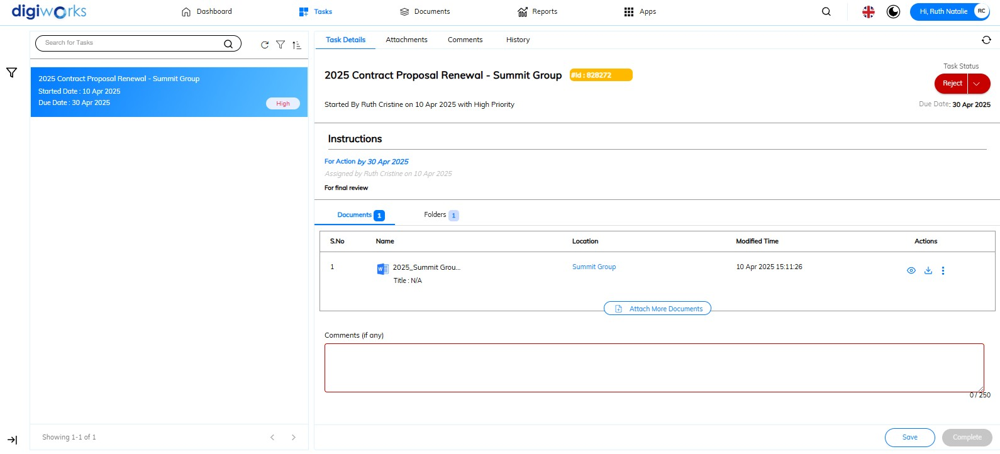 digiworks
Dashboard
Tasks
Documents
Reports
Apps
Hi, Ruth Natalie
RC
Search for Tasks
2025 Contract Proposal Renewal - Summit Group
Started Date : 10 Apr 2025
Due Date : 30 Apr 2025
High
Showing 1-1 of 1
Task Details
Attachments
Comments
History
2025 Contract Proposal Renewal - Summit Group
#Id : 828272
Started By Ruth Cristine on 10 Apr 2025 with High Priority
Task Status
Reject
Due Date: 30 Apr 2025
Instructions
For Action by 30 Apr 2025
Assigned by Ruth Cristine on 10 Apr 2025
For final review
Documents 1
Folders 1
S.No Name Location Modified Time Actions
1 2025_Summit Grou... Summit Group 10 Apr 2025 15:11:26
Title : N/A
Attach More Documents
Comments (if any)
0 / 250
Save
Complete